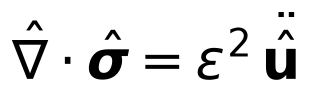 ∇̂ · 𝛔̂ = ε² 𝐮̂̈